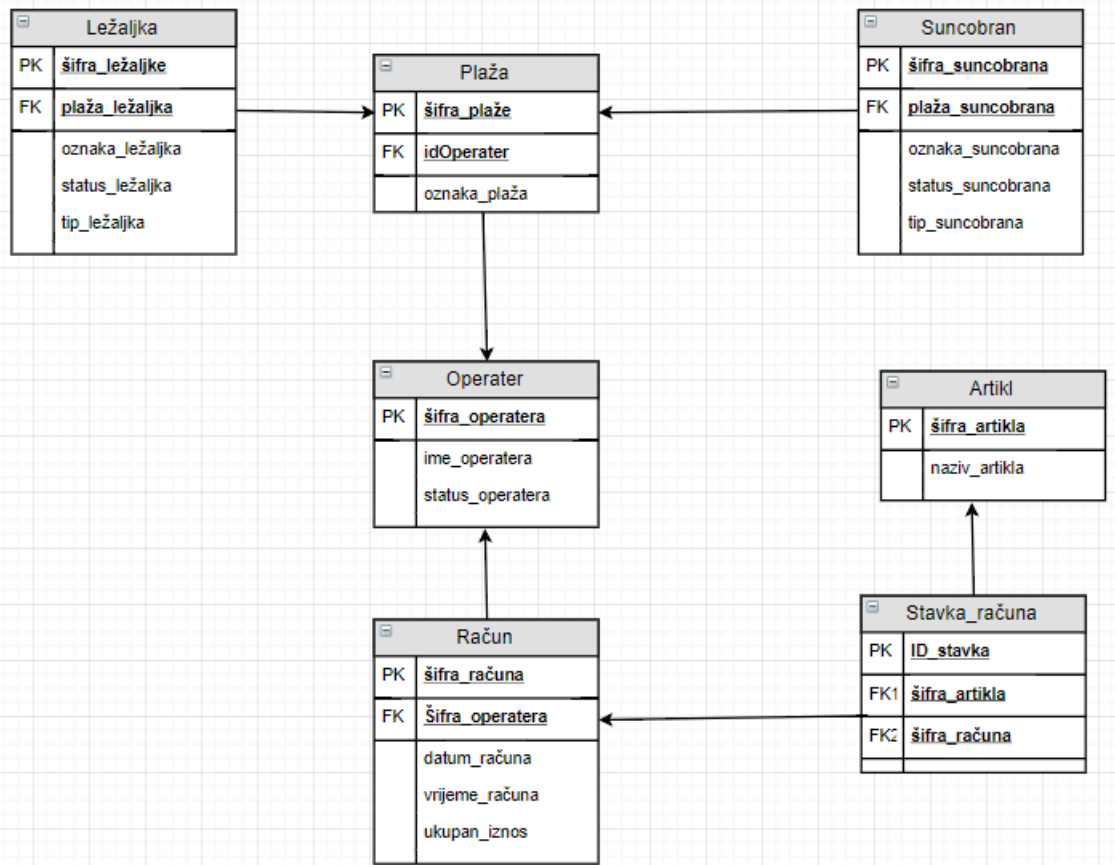 Ležaljka
PK šifra_ležaljke
FK plaža_ležaljka
oznaka_ležaljka
status_ležaljka
tip_ležaljka
Plaža
PK šifra_plaže
FK idOperater
oznaka_plaža
Suncobran
PK šifra_suncobrana
FK plaža_suncobrana
oznaka_suncobrana
status_suncobrana
tip_suncobrana
Operater
PK šifra_operatera
ime_operatera
status_operatera
Artikl
PK šifra_artikla
naziv_artikla
Račun
PK šifra_računa
FK Šifra_operatera
datum_računa
vrijeme_računa
ukupan_iznos
Stavka_računa
PK ID_stavka
FK1 šifra_artikla
FK2 šifra_računa